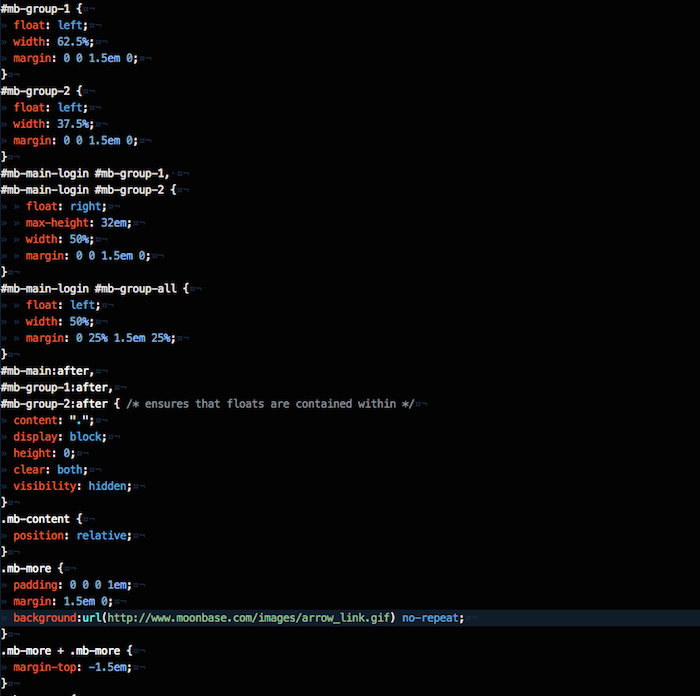 #mb-group-1 {
float: left;
width: 62.5%;
margin: 0 0 1.5em 0;
}
#mb-group-2 {
float: left;
width: 37.5%;
margin: 0 0 1.5em 0;
}
#mb-main-login #mb-group-1,
#mb-main-login #mb-group-2 {
float: right;
max-height: 32em;
width: 50%;
margin: 0 0 1.5em 0;
}
#mb-main-login #mb-group-all {
float: left;
width: 50%;
margin: 0 25% 1.5em 25%;
}
#mb-main:after,
#mb-group-1:after,
#mb-group-2:after { /* ensures that floats are contained within */
content: ".";
display: block;
height: 0;
clear: both;
visibility: hidden;
}
.mb-content {
position: relative;
}
.mb-more {
padding: 0 0 0 1em;
margin: 1.5em 0;
background:url(http://www.moonbase.com/images/arrow_link.gif) no-repeat;
}
.mb-more + .mb-more {
margin-top: -1.5em;
}